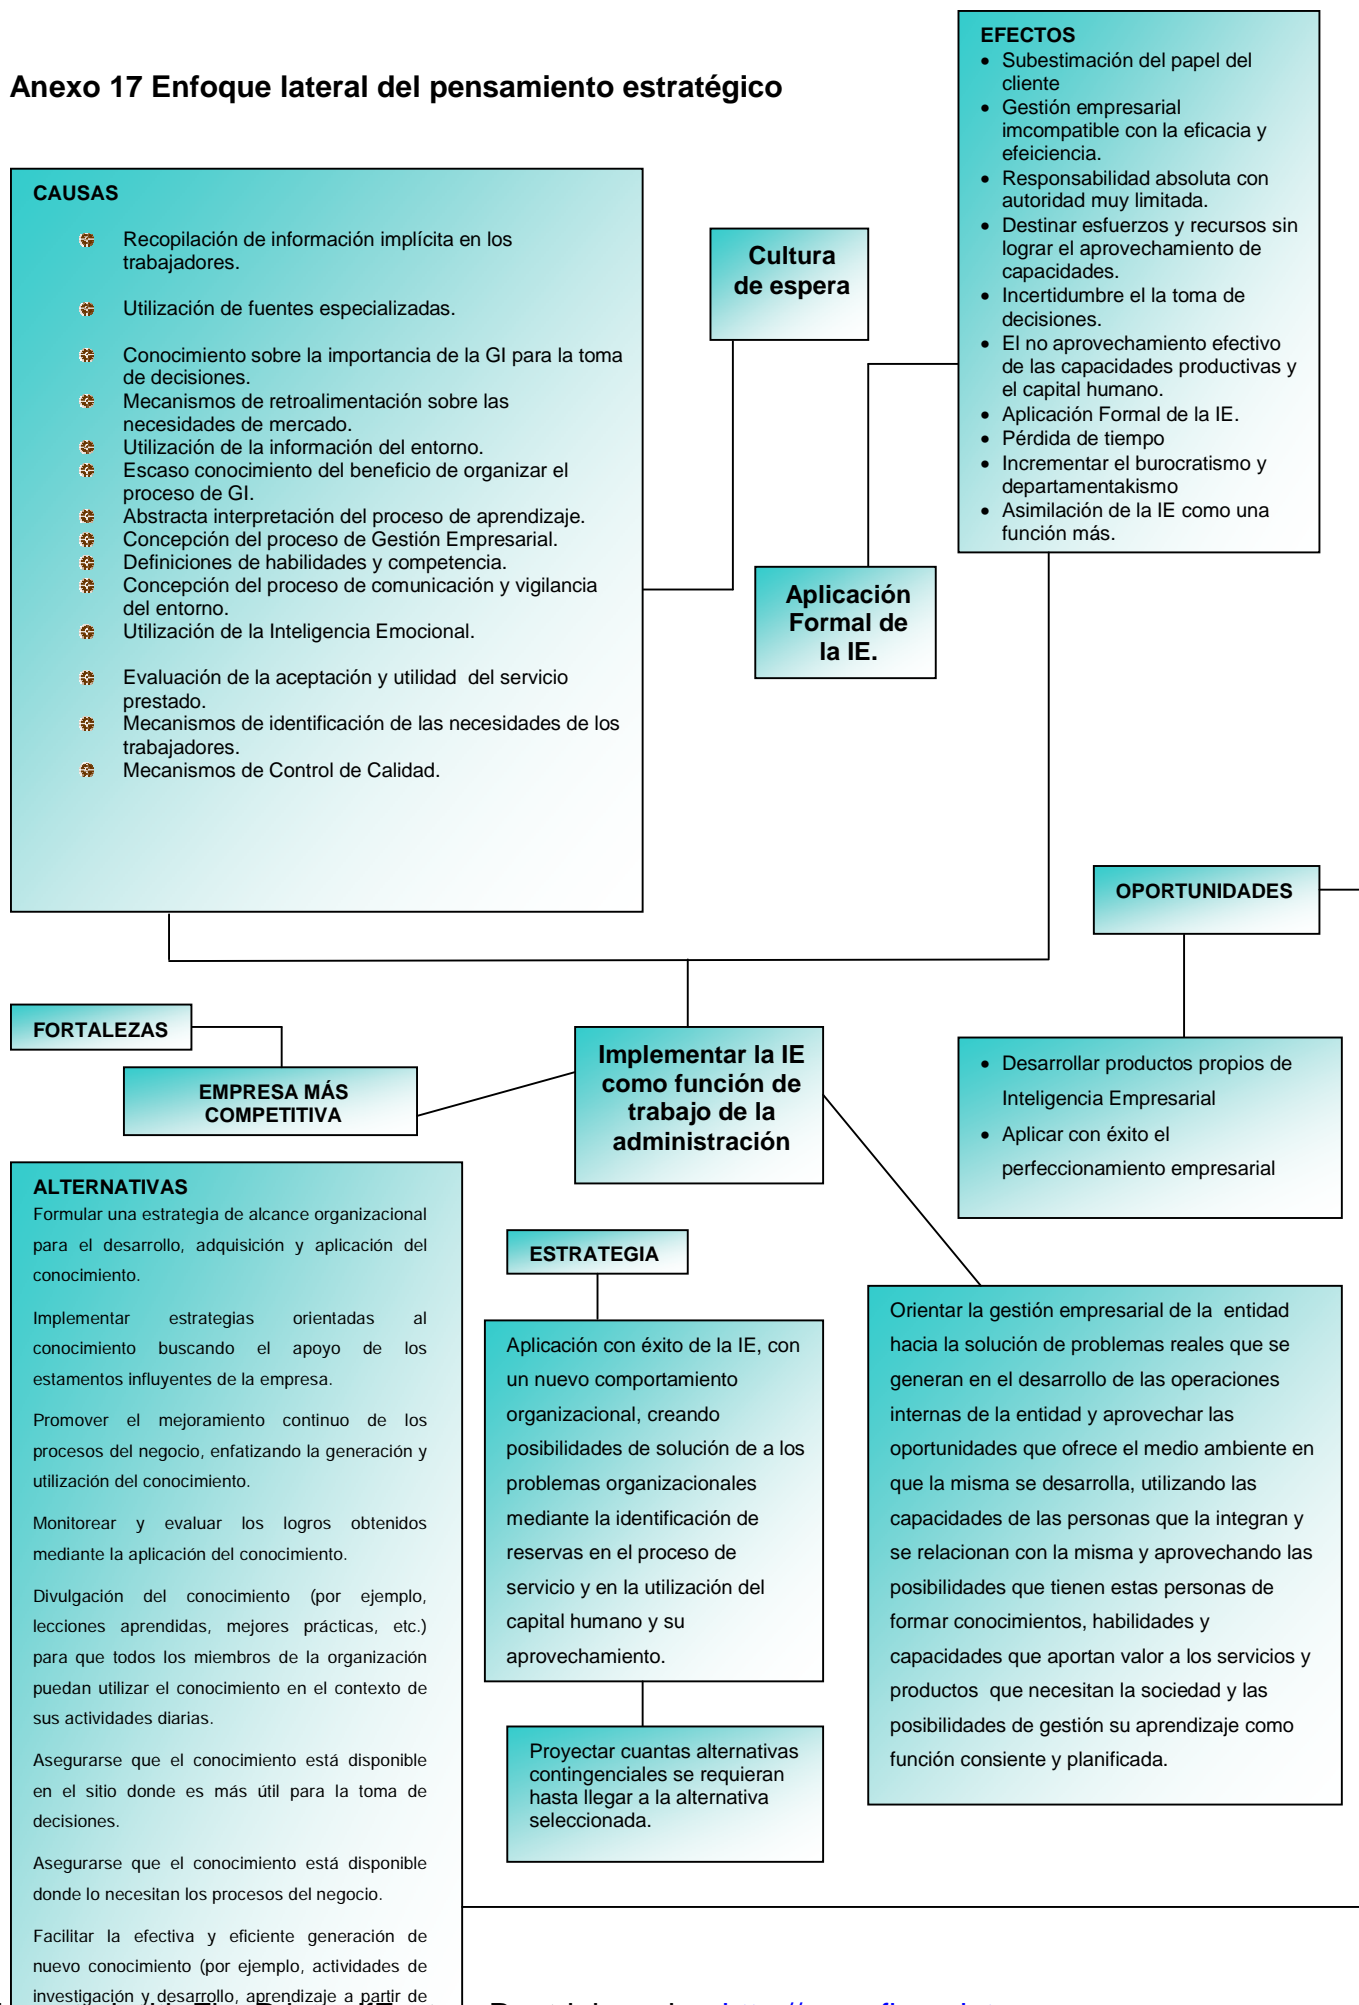 Anexo 17 Enfoque lateral del pensamiento estratégico
EFECTOS
• Subestimación del papel del
cliente
• Gestión empresarial
imcompatible con la eficacia y
efeiciencia.
• Responsabilidad absoluta con
autoridad muy limitada.
• Destinar esfuerzos y recursos sin
lograr el aprovechamiento de
capacidades.
• Incertidumbre el la toma de
decisiones.
• El no aprovechamiento efectivo
de las capacidades productivas y
el capital humano.
• Aplicación Formal de la IE.
• Pérdida de tiempo
• Incrementar el burocratismo y
departamentakismo
• Asimilación de la IE como una
función más.
CAUSAS
Recopilación de información implícita en los
trabajadores.
Utilización de fuentes especializadas.
Conocimiento sobre la importancia de la GI para la toma
de decisiones.
Mecanismos de retroalimentación sobre las
necesidades de mercado.
Utilización de la información del entorno.
Escaso conocimiento del beneficio de organizar el
proceso de GI.
Abstracta interpretación del proceso de aprendizaje.
Concepción del proceso de Gestión Empresarial.
Definiciones de habilidades y competencia.
Concepción del proceso de comunicación y vigilancia
del entorno.
Utilización de la Inteligencia Emocional.
Evaluación de la aceptación y utilidad  del servicio
prestado.
Mecanismos de identificación de las necesidades de los
trabajadores.
Mecanismos de Control de Calidad.
Cultura
de espera
Aplicación
Formal de
la IE.
OPORTUNIDADES
• Desarrollar productos propios de
Inteligencia Empresarial
• Aplicar con éxito el
perfeccionamiento empresarial
FORTALEZAS
EMPRESA MÁS
COMPETITIVA
Implementar la IE
como función de
trabajo de la
administración
ALTERNATIVAS
Formular una estrategia de alcance organizacional
para el desarrollo, adquisición y aplicación del
conocimiento.
Implementar estrategias orientadas al
conocimiento buscando el apoyo de los
estamentos influyentes de la empresa.
Promover el mejoramiento continuo de los
procesos del negocio, enfatizando la generación y
utilización del conocimiento.
Monitorear y evaluar los logros obtenidos
mediante la aplicación del conocimiento.
Divulgación del conocimiento (por ejemplo,
lecciones aprendidas, mejores prácticas, etc.)
para que todos los miembros de la organización
puedan utilizar el conocimiento en el contexto de
sus actividades diarias.
Asegurarse que el conocimiento está disponible
en el sitio donde es más útil para la toma de
decisiones.
Asegurarse que el conocimiento está disponible
donde lo necesitan los procesos del negocio.
Facilitar la efectiva y eficiente generación de
nuevo conocimiento (por ejemplo, actividades de
investigación y desarrollo, aprendizaje a partir de
ESTRATEGIA
Aplicación con éxito de la IE, con
un nuevo comportamiento
organizacional, creando
posibilidades de solución de a los
problemas organizacionales
mediante la identificación de
reservas en el proceso de
servicio y en la utilización del
capital humano y su
aprovechamiento.
Proyectar cuantas alternativas
contingenciales se requieran
hasta llegar a la alternativa
seleccionada.
Orientar la gestión empresarial de la  entidad
hacia la solución de problemas reales que se
generan en el desarrollo de las operaciones
internas de la entidad y aprovechar las
oportunidades que ofrece el medio ambiente en
que la misma se desarrolla, utilizando las
capacidades de las personas que la integran y
se relacionan con la misma y aprovechando las
posibilidades que tienen estas personas de
formar conocimientos, habilidades y
capacidades que aportan valor a los servicios y
productos  que necesitan la sociedad y las
posibilidades de gestión su aprendizaje como
función consiente y planificada.